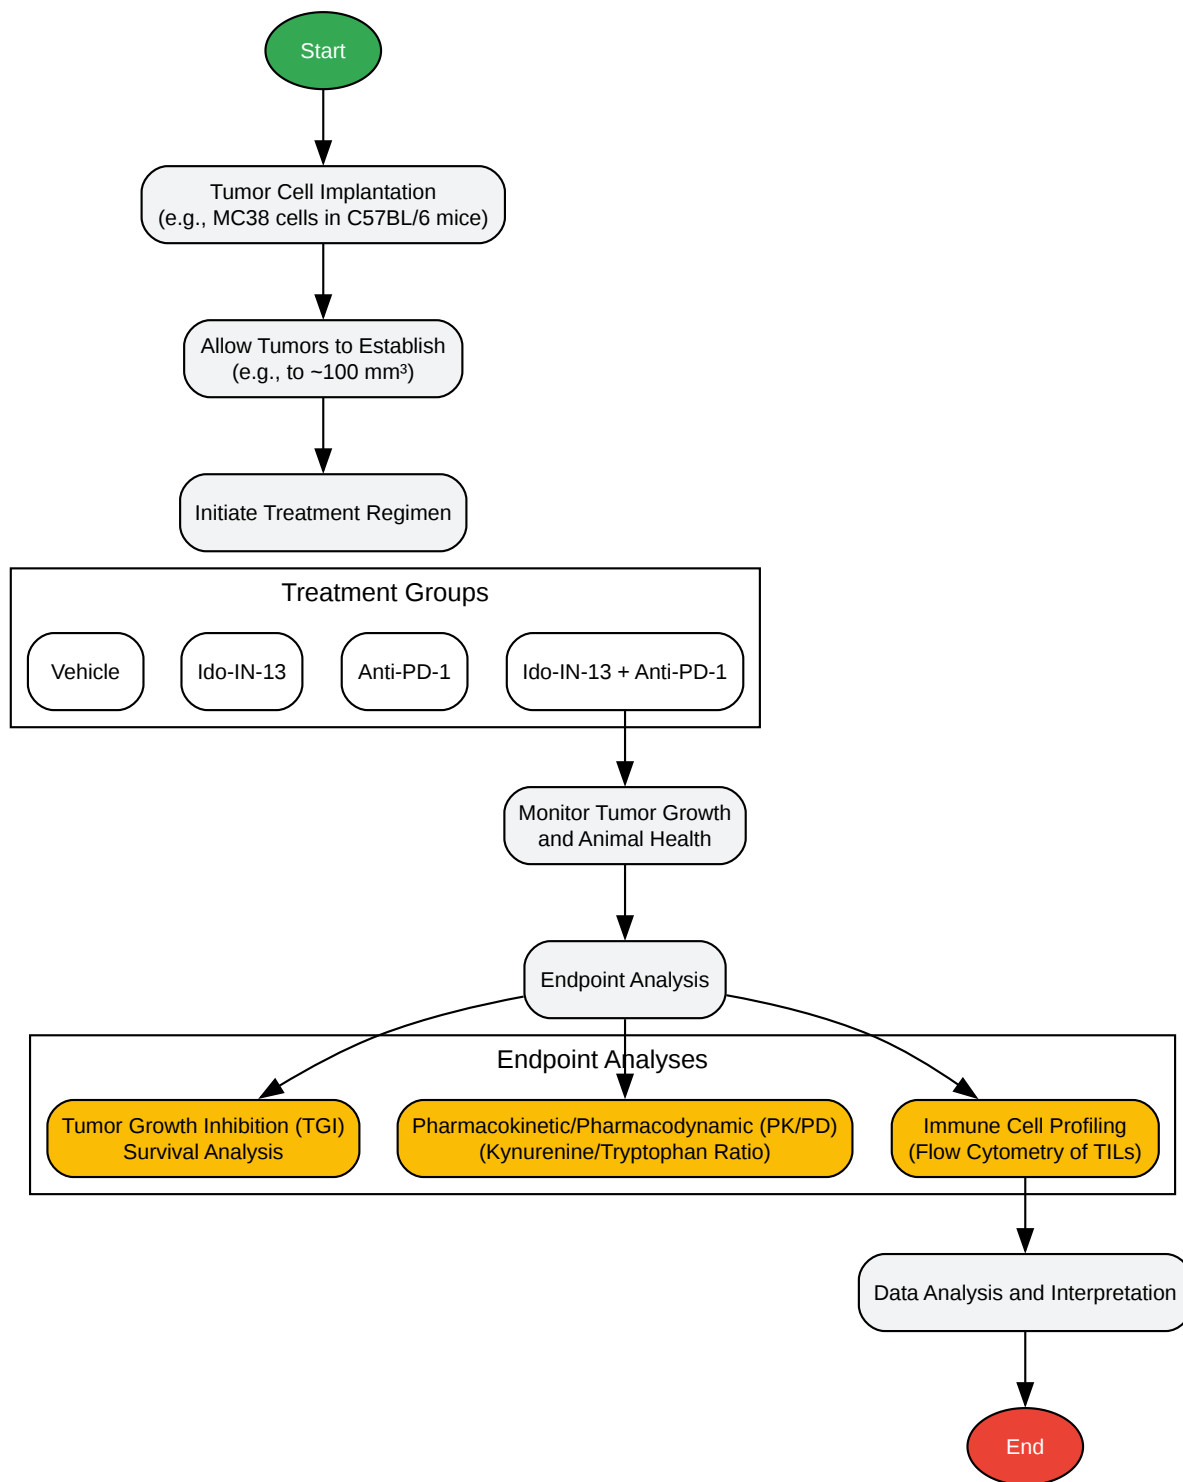 Start
Tumor Cell Implantation
(e.g., MC38 cells in C57BL/6 mice)
Allow Tumors to Establish
(e.g., to ~100 mm³)
Initiate Treatment Regimen
Treatment Groups
Vehicle
Ido-IN-13
Anti-PD-1
Ido-IN-13 + Anti-PD-1
Monitor Tumor Growth
and Animal Health
Endpoint Analysis
Endpoint Analyses
Tumor Growth Inhibition (TGI)
Survival Analysis
Pharmacokinetic/Pharmacodynamic (PK/PD)
(Kynurenine/Tryptophan Ratio)
Immune Cell Profiling
(Flow Cytometry of TILs)
Data Analysis and Interpretation
End